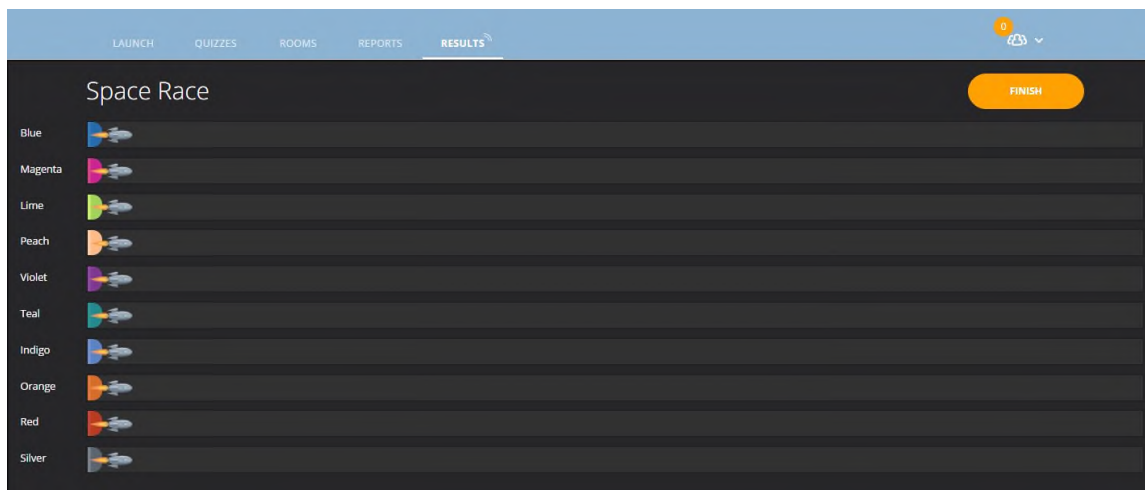 LAUNCH QUIZZES ROOMS REPORTS RESULTS 0
Space Race FINISH
Blue
Magenta
Lime
Peach
Violet
Teal
Indigo
Orange
Red
Silver